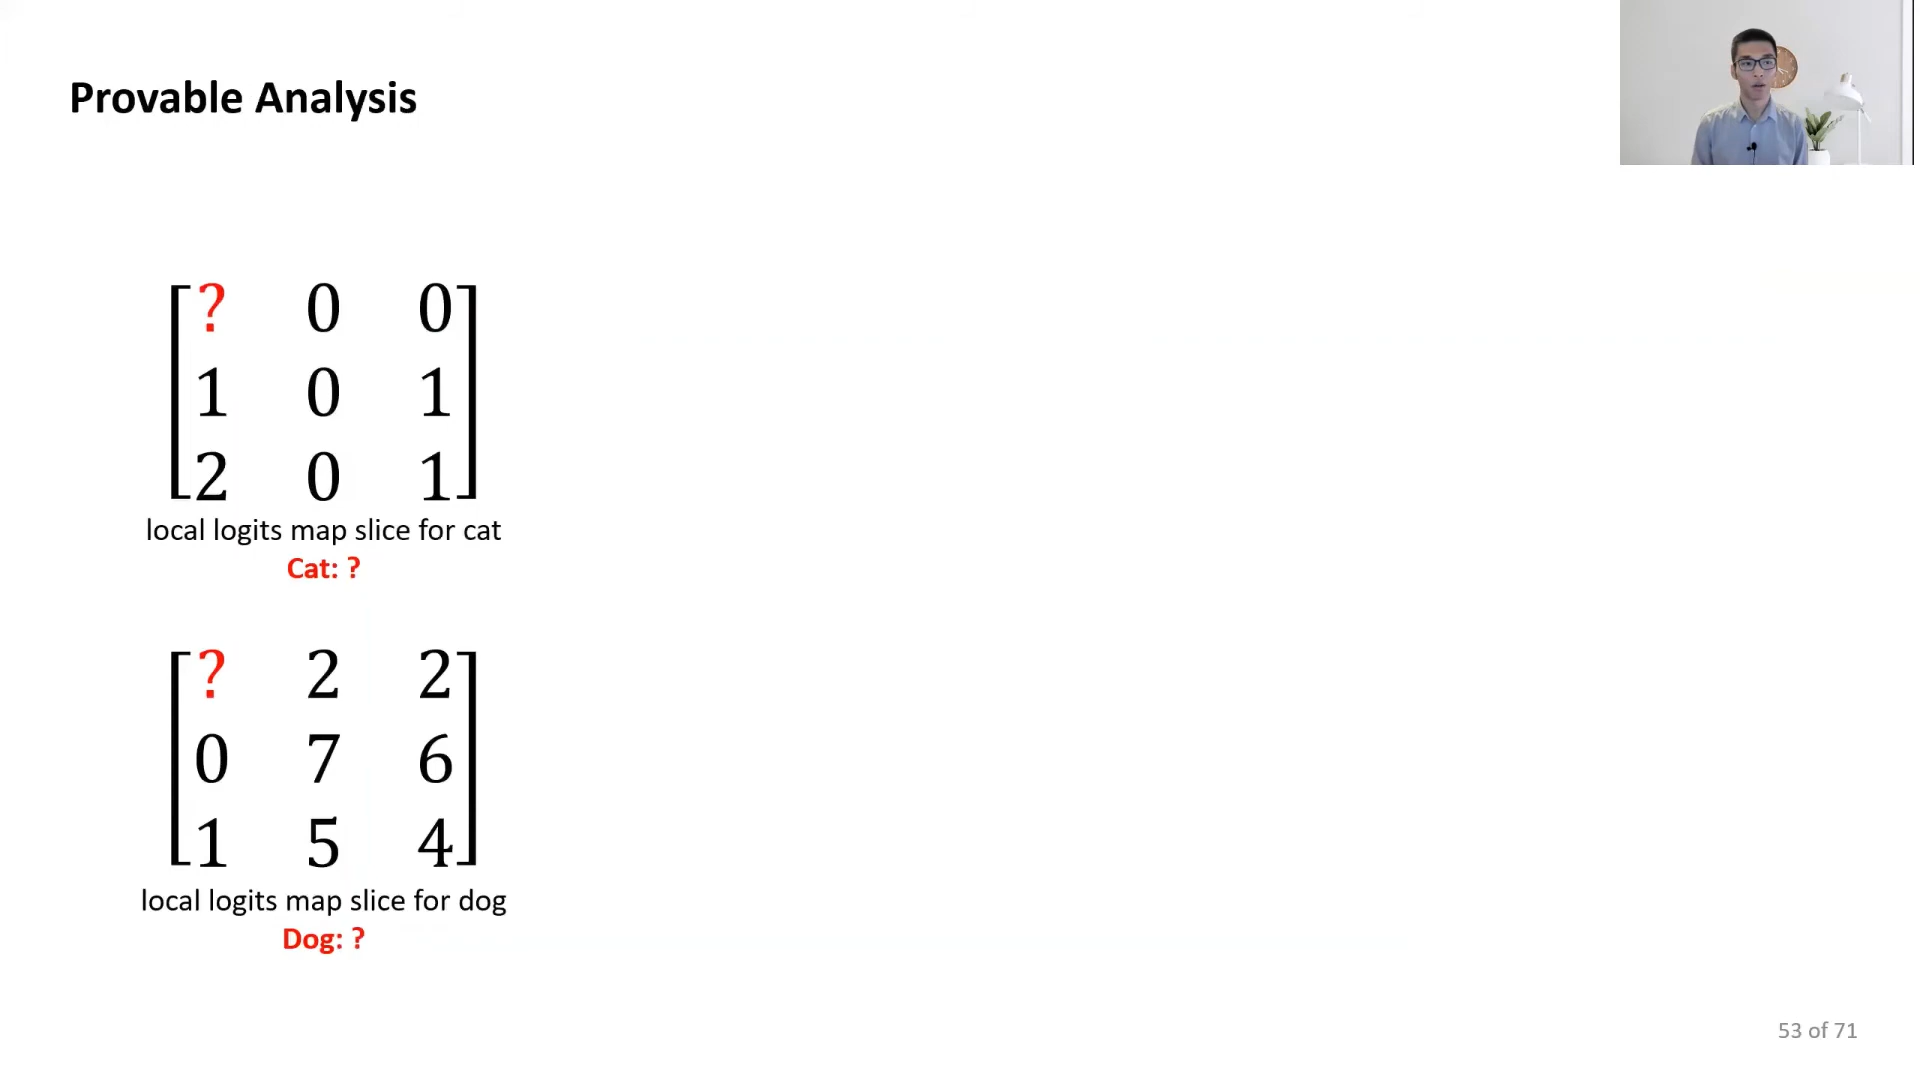 Provable Analysis
? 0 0
1 0 1
2 0 1
local logits map slice for cat
Cat: ?
? 2 2
0 7 6
1 5 4
local logits map slice for dog
Dog: ?
53 of 71